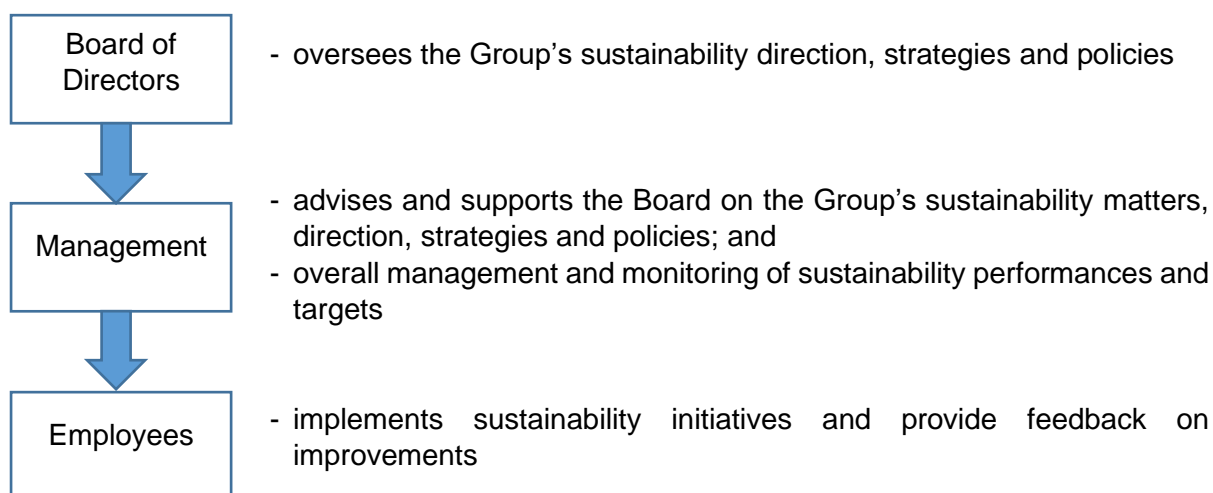 Board of
Directors
- oversees the Group’s sustainability direction, strategies and policies
Management
- advises and supports the Board on the Group’s sustainability matters,
direction, strategies and policies; and
- overall management and monitoring of sustainability performances and
targets
Employees
- implements sustainability initiatives and provide feedback on
improvements